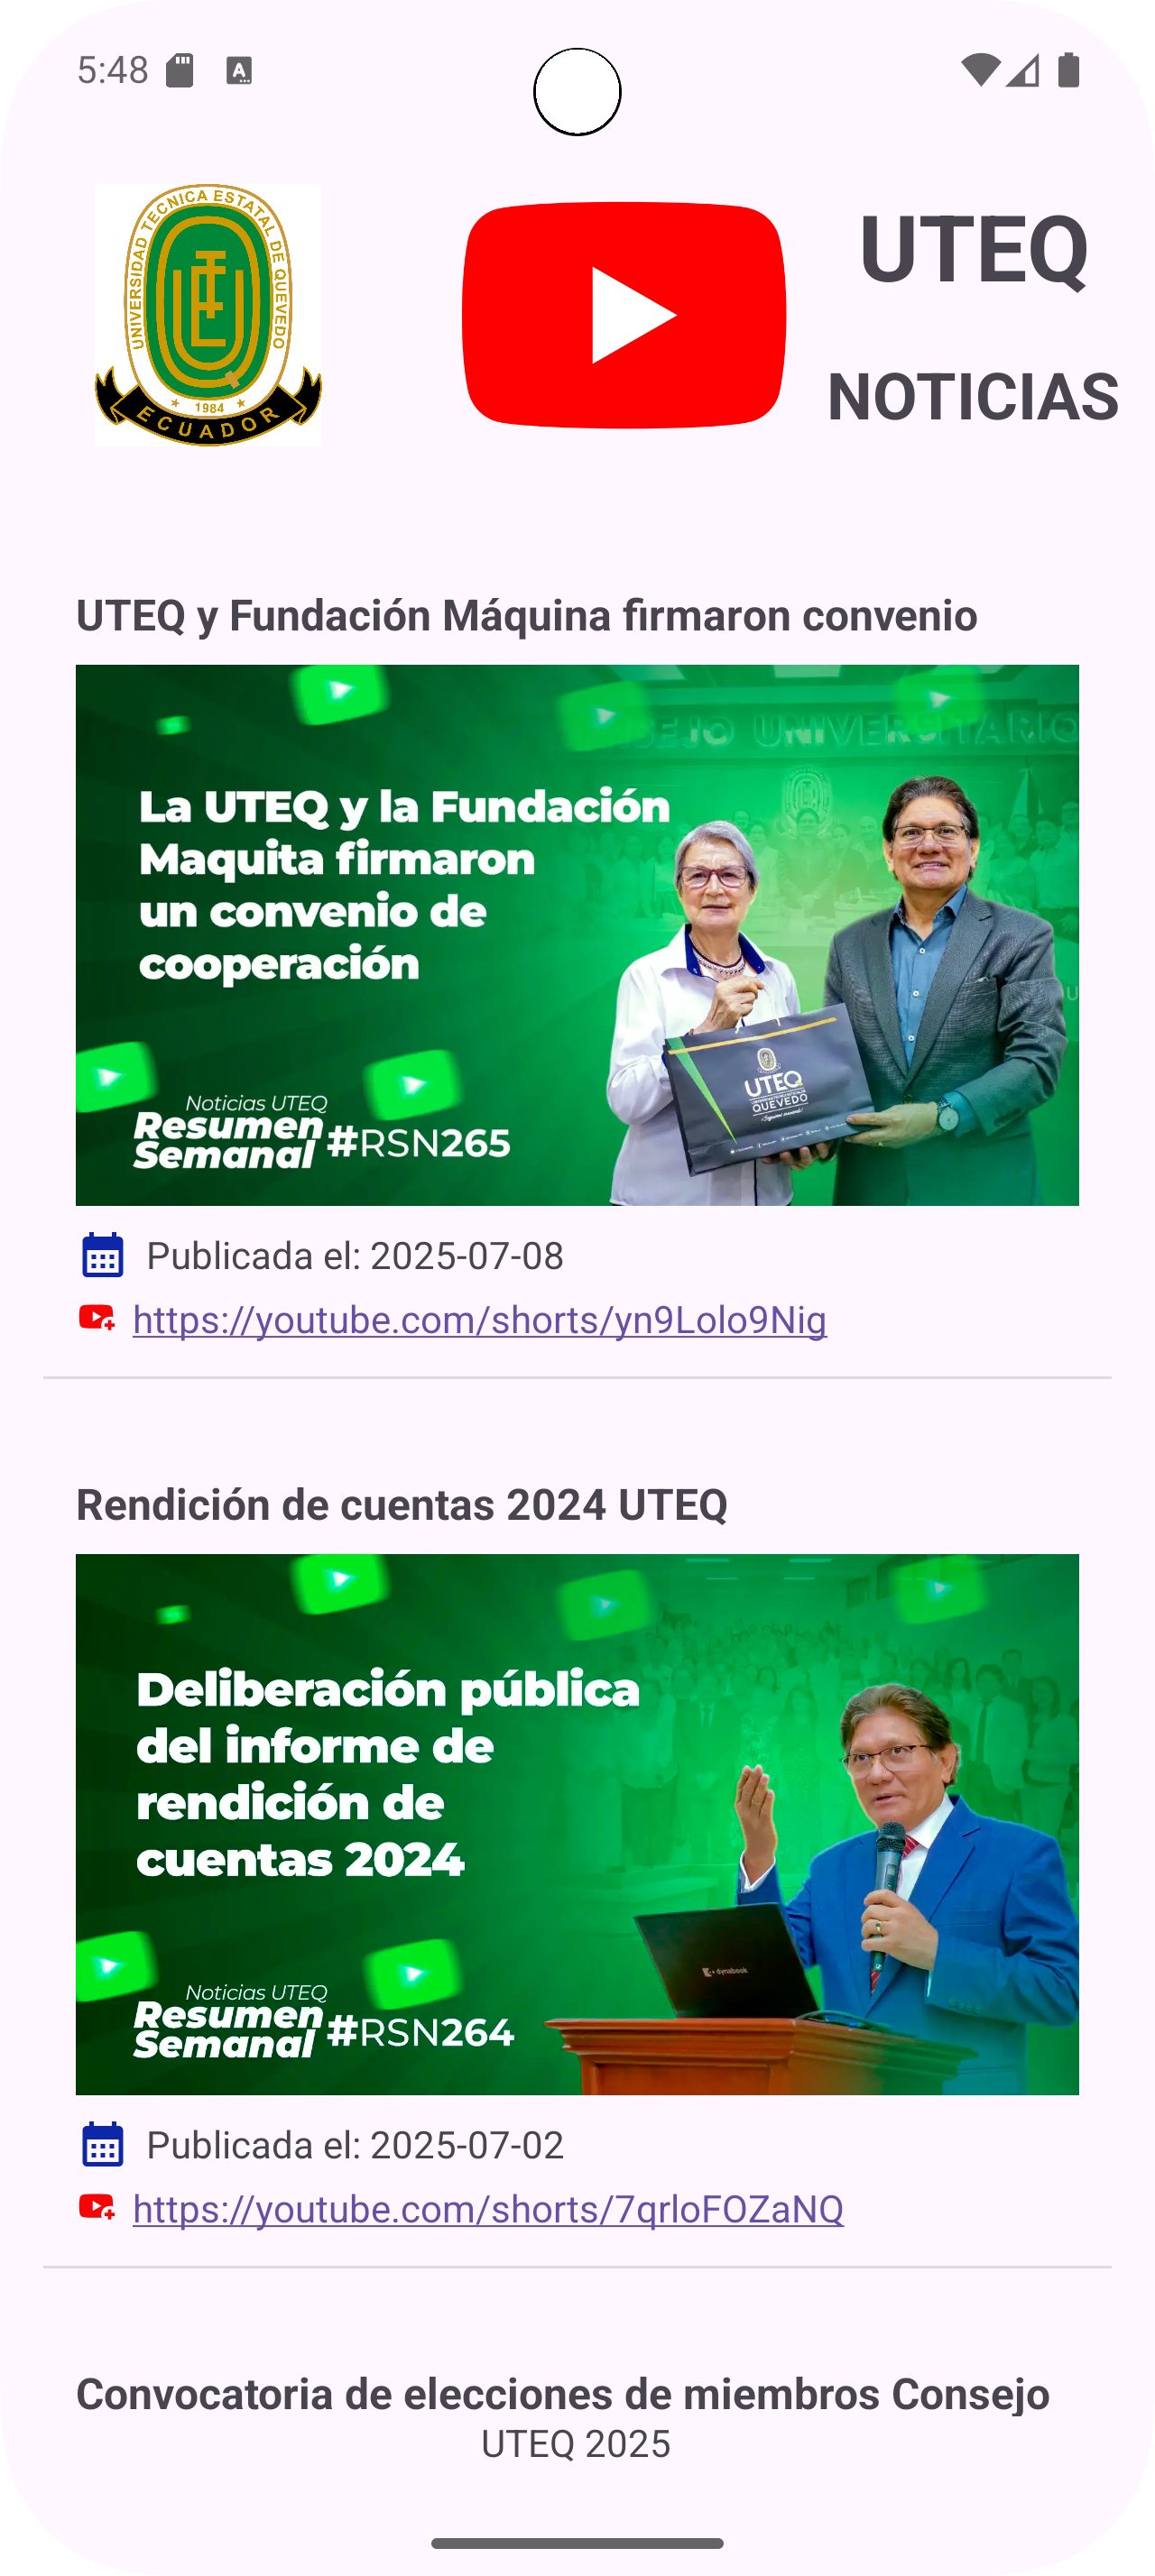 5:48
UNIVERSIDAD TECNICA ESTATAL DE QUEVEDO
1984
ECUADOR
UTEQ
NOTICIAS
UTEQ y Fundación Máquina firmaron convenio
CONSEJO UNIVERSITARIO
La UTEQ y la Fundación
Maquita firmaron
un convenio de
cooperación
UTEQ
QUEVEDO
Noticias UTEQ
Resumen
Semanal #RSN265
Publicada el: 2025-07-08
https://youtube.com/shorts/yn9Lolo9Nig
Rendición de cuentas 2024 UTEQ
Deliberación pública
del informe de
rendición de
cuentas 2024
dynabook
Noticias UTEQ
Resumen
Semanal #RSN264
Publicada el: 2025-07-02
https://youtube.com/shorts/7qrloFOZaNQ
Convocatoria de elecciones de miembros Consejo
UTEQ 2025